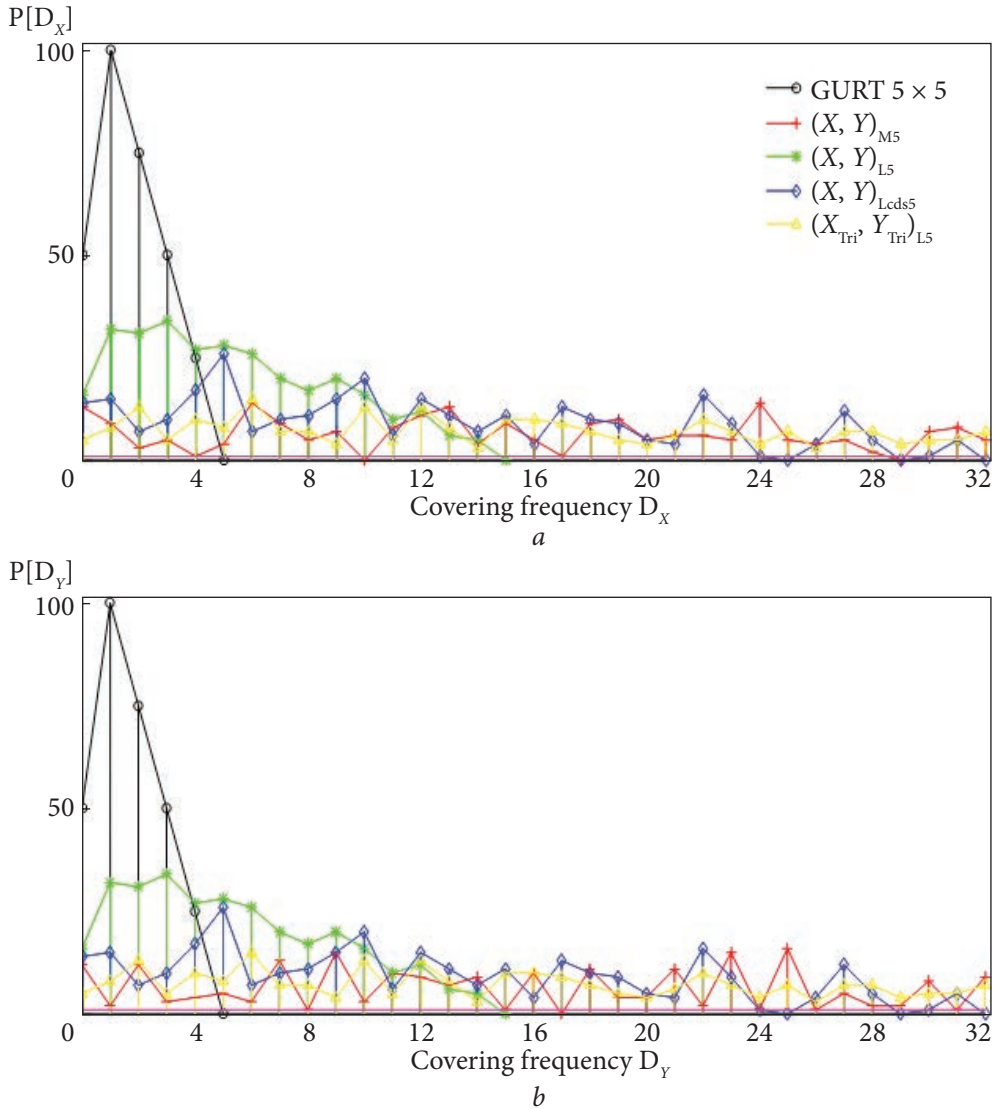 P[D_X]
100
50
0 4 8 12 16 20 24 28 32
GURT 5 × 5
(X, Y)_M5
(X, Y)_L5
(X, Y)_Lcds5
(X_Tri, Y_Tri)_L5
Covering frequency D_X
a
P[D_Y]
100
50
0 4 8 12 16 20 24 28 32
Covering frequency D_Y
b